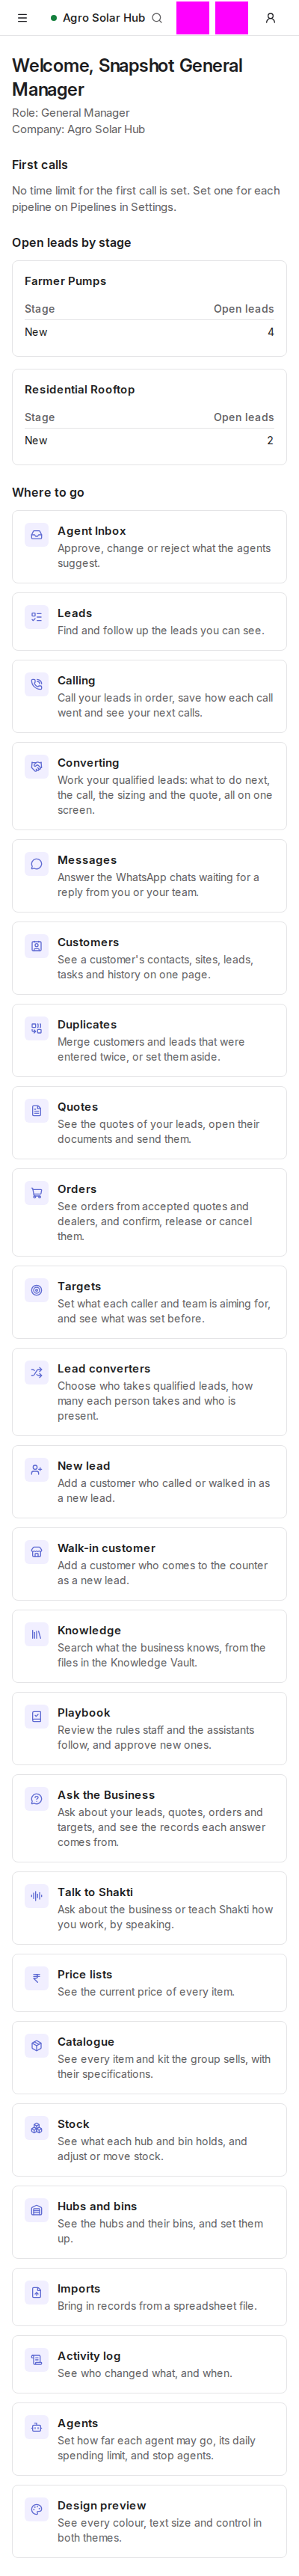 Agro Solar Hub
Welcome, Snapshot General
Manager
Role: General Manager
Company: Agro Solar Hub
First calls
No time limit for the first call is set. Set one for each
pipeline on Pipelines in Settings.
Open leads by stage
Farmer Pumps
Stage Open leads
New 4
Residential Rooftop
Stage Open leads
New 2
Where to go
Agent Inbox
Approve, change or reject what the agents
suggest.
Leads
Find and follow up the leads you can see.
Calling
Call your leads in order, save how each call
went and see your next calls.
Converting
Work your qualified leads: what to do next,
the call, the sizing and the quote, all on one
screen.
Messages
Answer the WhatsApp chats waiting for a
reply from you or your team.
Customers
See a customer's contacts, sites, leads,
tasks and history on one page.
Duplicates
Merge customers and leads that were
entered twice, or set them aside.
Quotes
See the quotes of your leads, open their
documents and send them.
Orders
See orders from accepted quotes and
dealers, and confirm, release or cancel
them.
Targets
Set what each caller and team is aiming for,
and see what was set before.
Lead converters
Choose who takes qualified leads, how
many each person takes and who is
present.
New lead
Add a customer who called or walked in as
a new lead.
Walk-in customer
Add a customer who comes to the counter
as a new lead.
Knowledge
Search what the business knows, from the
files in the Knowledge Vault.
Playbook
Review the rules staff and the assistants
follow, and approve new ones.
Ask the Business
Ask about your leads, quotes, orders and
targets, and see the records each answer
comes from.
Talk to Shakti
Ask about the business or teach Shakti how
you work, by speaking.
Price lists
See the current price of every item.
Catalogue
See every item and kit the group sells, with
their specifications.
Stock
See what each hub and bin holds, and
adjust or move stock.
Hubs and bins
See the hubs and their bins, and set them
up.
Imports
Bring in records from a spreadsheet file.
Activity log
See who changed what, and when.
Agents
Set how far each agent may go, its daily
spending limit, and stop agents.
Design preview
See every colour, text size and control in
both themes.